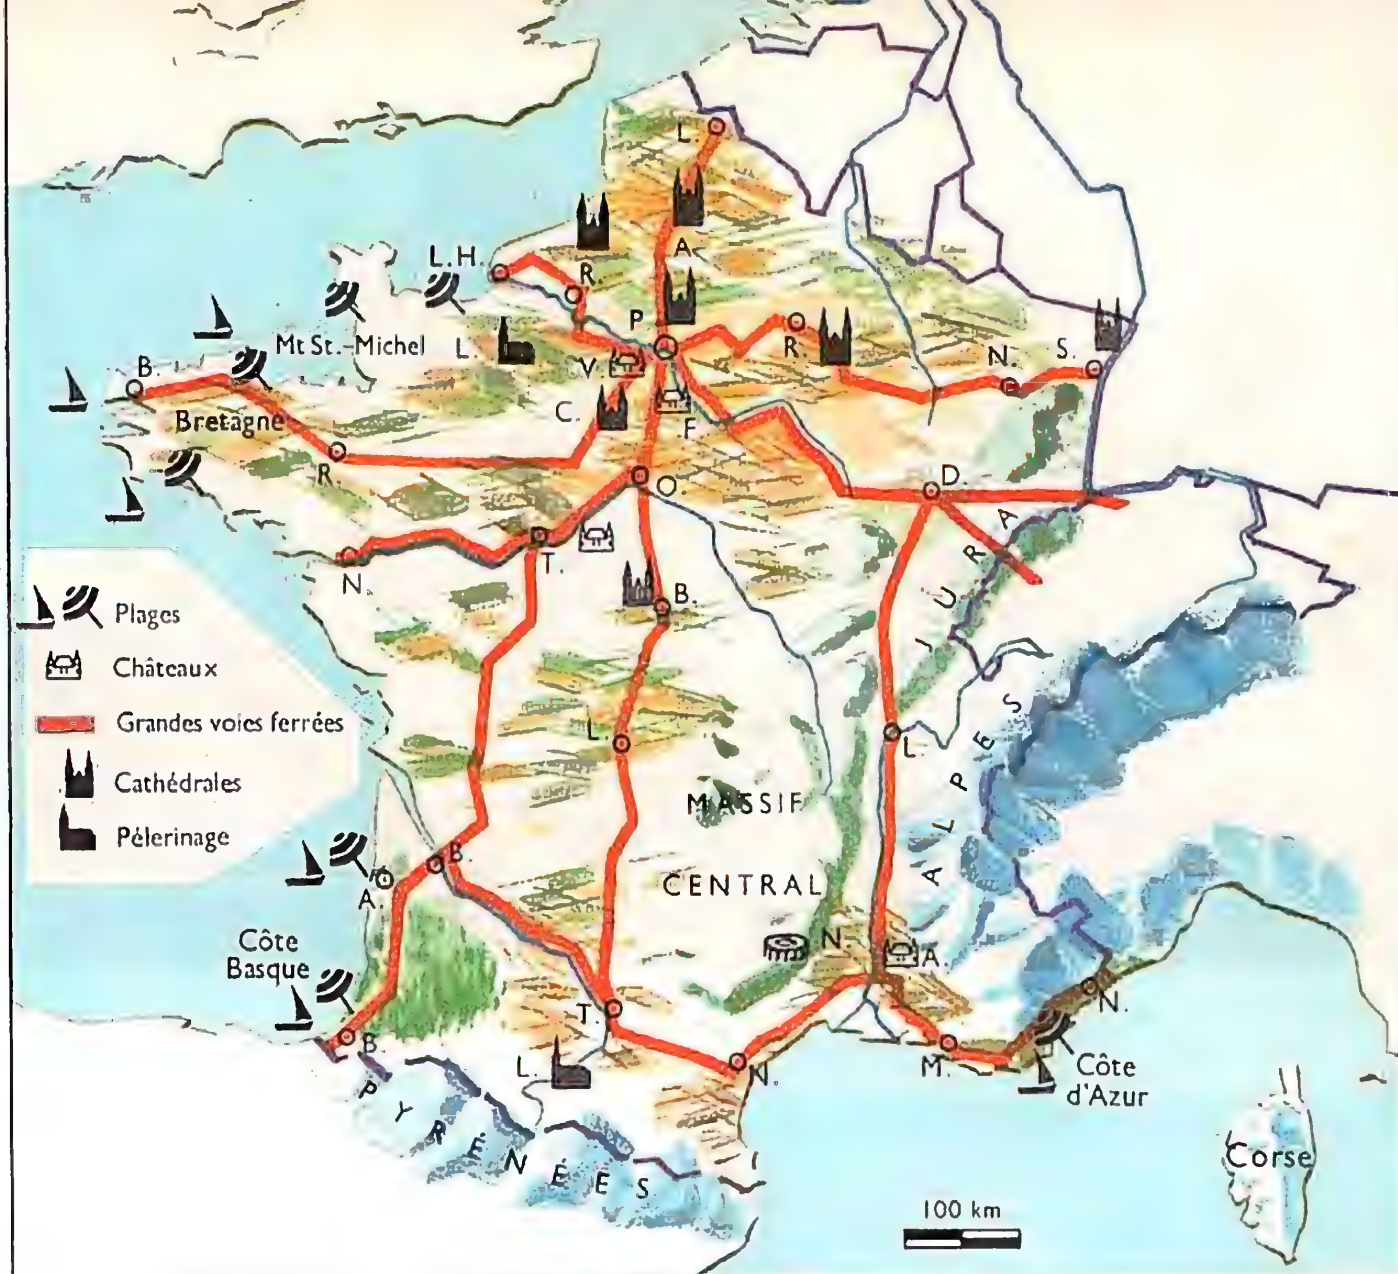 L.
A.
L.H.
R.
P
Mt St.-Michel
L.
V.
R.
N.
S.
B.
Bretagne
C.
F
R.
O
D.
N.
T.
JURA
B.
Plages
Châteaux
Grandes voies ferrées
Cathédrales
Pèlerinage
L.
L.
ALPES
MASSIF
CENTRAL
B.
A.
Côte
Basque
N.
A.
N.
T.
B.
L.
N.
M.
Côte
d'Azur
PYRÉNÉES
Corse
100 km